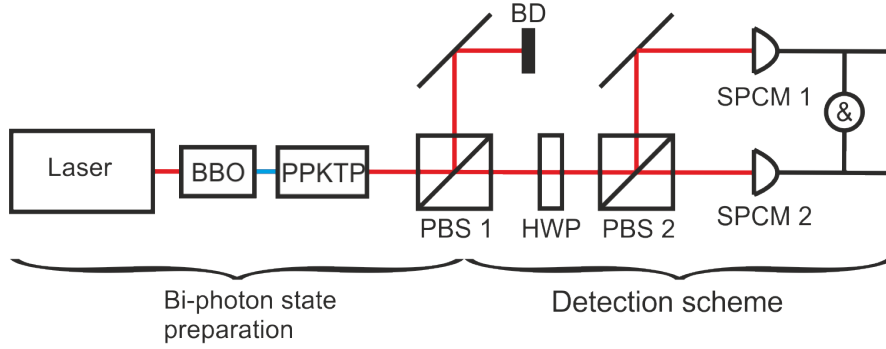 BD
SPCM 1
&
Laser
BBO
PPKTP
PBS 1
HWP
PBS 2
SPCM 2
Bi-photon state
preparation
Detection scheme